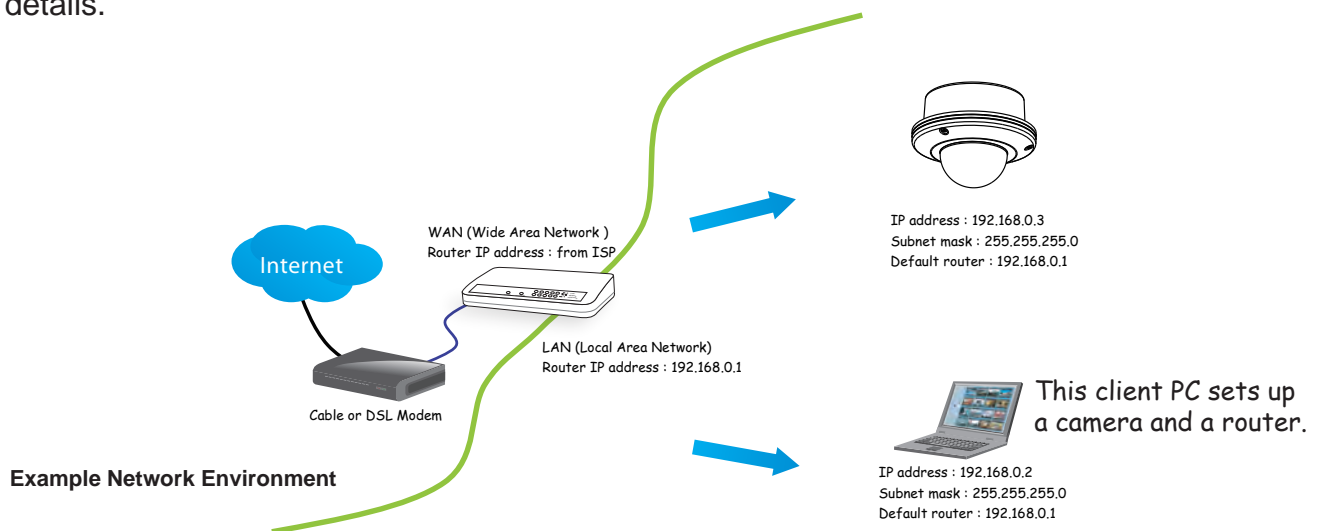 details.
WAN (Wide Area Network )
Router IP address : from ISP
Internet
IP address : 192.168.0.3
Subnet mask : 255.255.255.0
Default router : 192.168.0.1
LAN (Local Area Network)
Router IP address : 192.168.0.1
Cable or DSL Modem
This client PC sets up
a camera and a router.
Example Network Environment
IP address : 192.168.0.2
Subnet mask : 255.255.255.0
Default router : 192.168.0.1